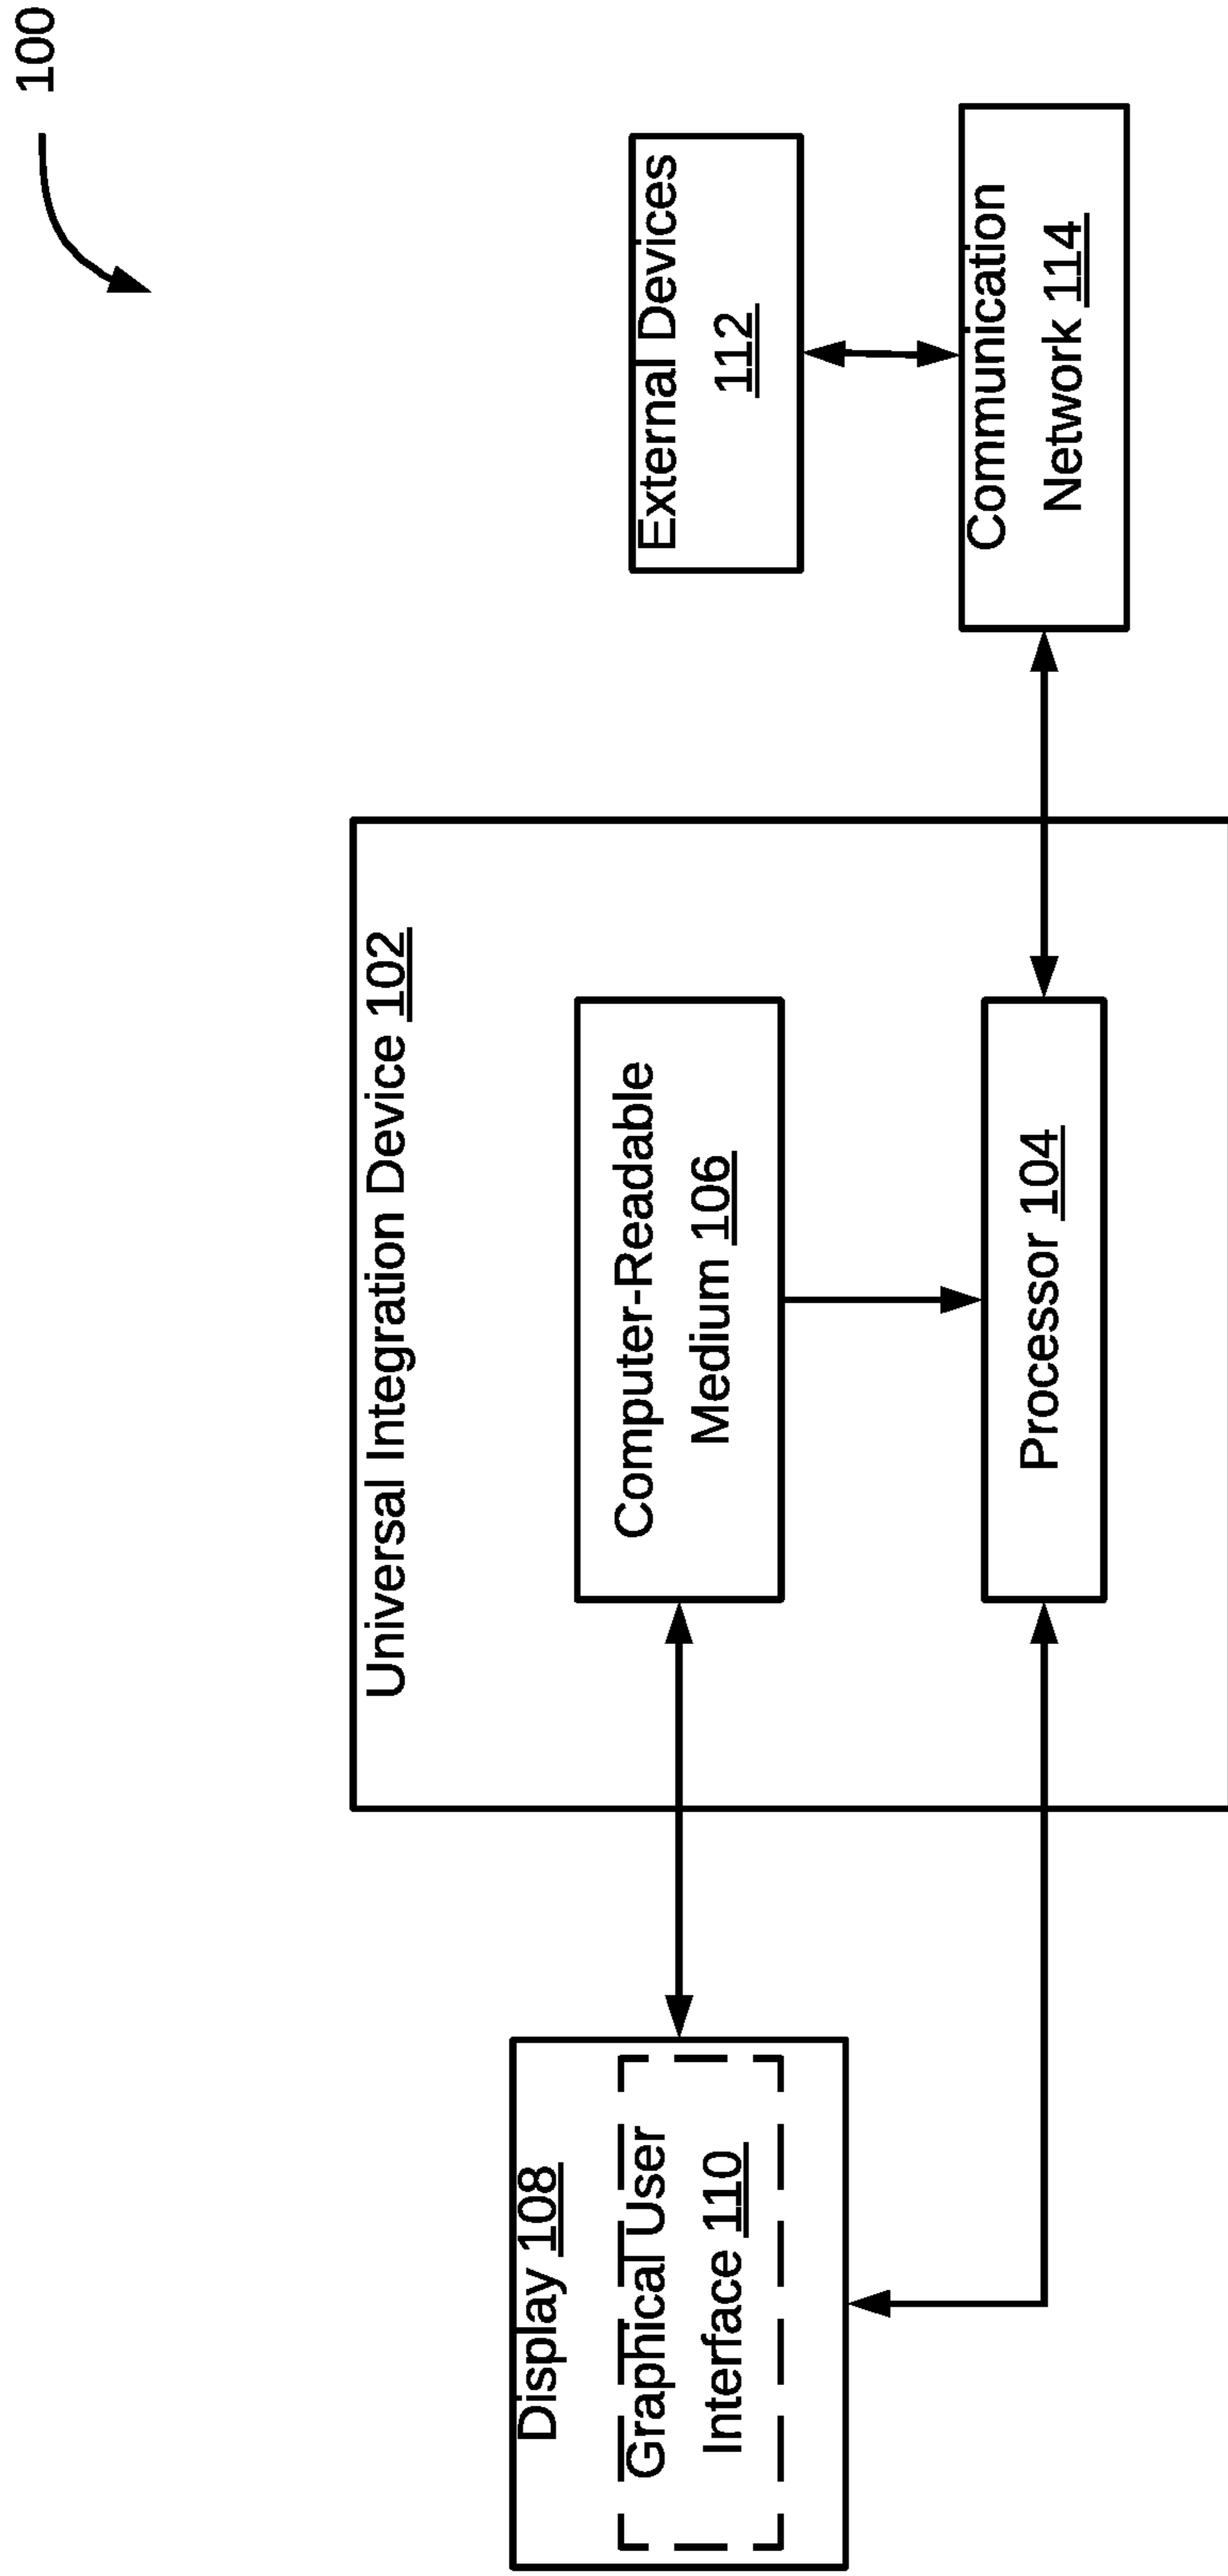 100
Universal Integration Device 102
Display 108
Graphical User
Interface 110
Computer-Readable
Medium 106
Processor 104
External Devices
112
Communication
Network 114